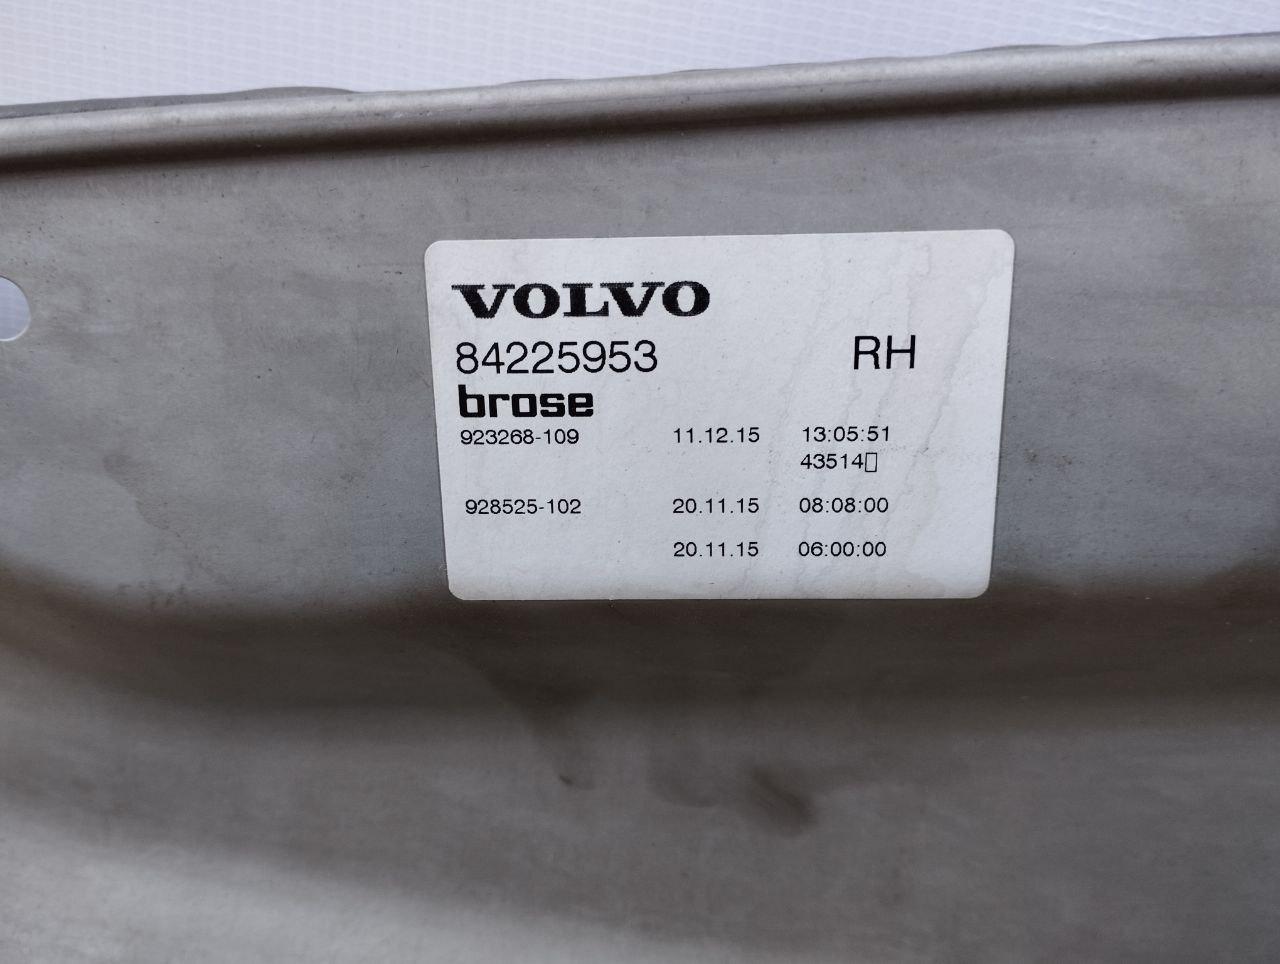 VOLVO
84225953 RH
brose
923268-109 11.12.15 13:05:51
43514▯
928525-102 20.11.15 08:08:00
20.11.15 06:00:00